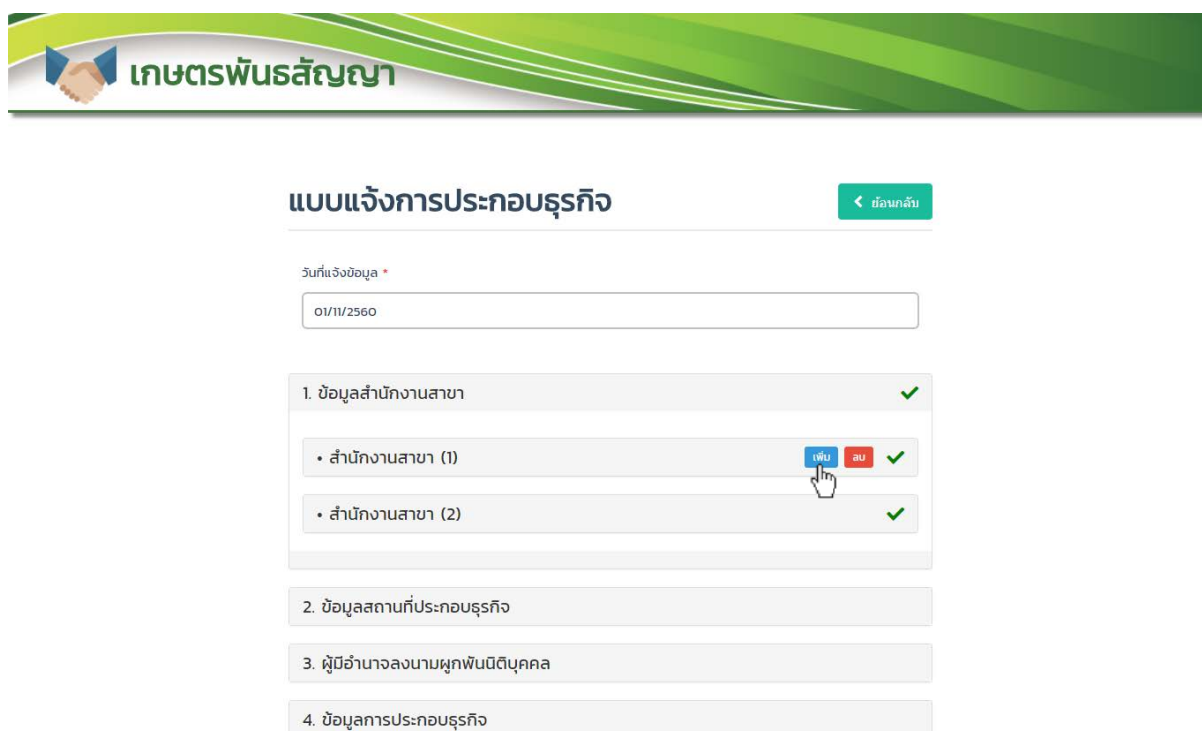 เกษตรพันธสัญญา
แบบแจ้งการประกอบธุรกิจ
ย้อนกลับ
วันที่แจ้งข้อมูล *
01/11/2560
1. ข้อมูลสำนักงานสาขา
• สำนักงานสาขา (1) เพิ่ม ลบ
• สำนักงานสาขา (2)
2. ข้อมูลสถานที่ประกอบธุรกิจ
3. ผู้มีอำนาจลงนามผูกพันนิติบุคคล
4. ข้อมูลการประกอบธุรกิจ